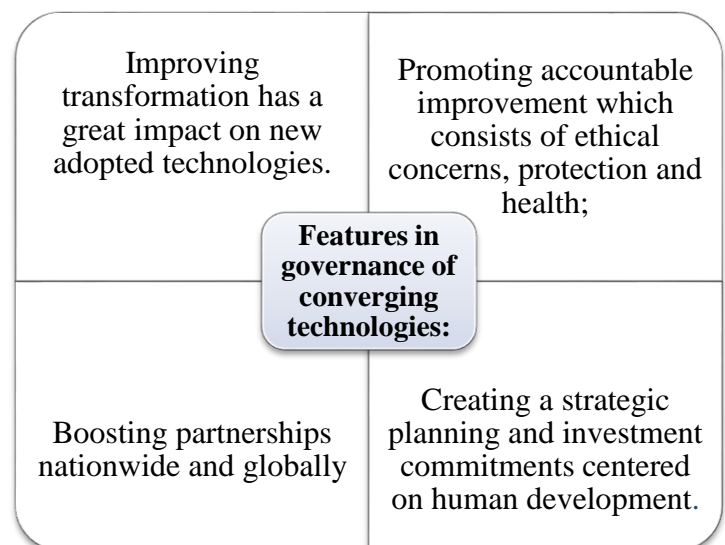 Improving
transformation has a
great impact on new
adopted technologies.
Promoting accountable
improvement which
consists of ethical
concerns, protection and
health;
Features in
governance of
converging
technologies:
Boosting partnerships
nationwide and globally
Creating a strategic
planning and investment
commitments centered
on human development.